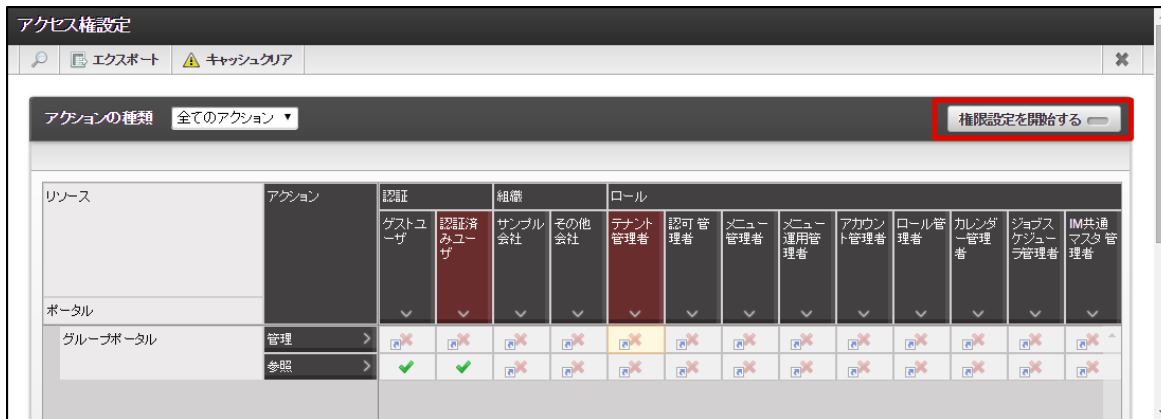 アクセス権設定
エクスポート キャッシュクリア
アクションの種類 全てのアクション 権限設定を開始する
リソース アクション 認証 組織 ロール
ゲストユーザ 認証済みユーザ サンプル会社 その他会社 テナント管理者 認可管理者 メニュー管理者 メニュー運用管理者 アカウント管理者 ロール管理者 カレンダー管理者 ジョブスケジューラ管理者 IM共通マスタ管理者
ポータル
グループポータル 管理
参照